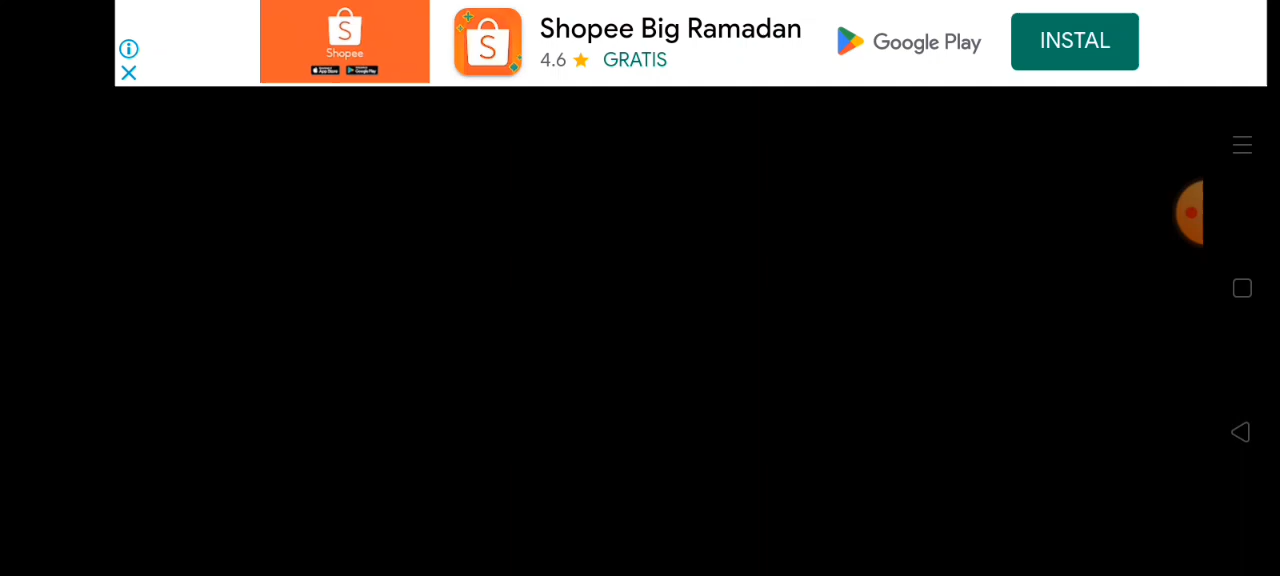 S
Shopee
S
Shopee Big Ramadan
4.6 ★ GRATIS
Google Play
INSTAL